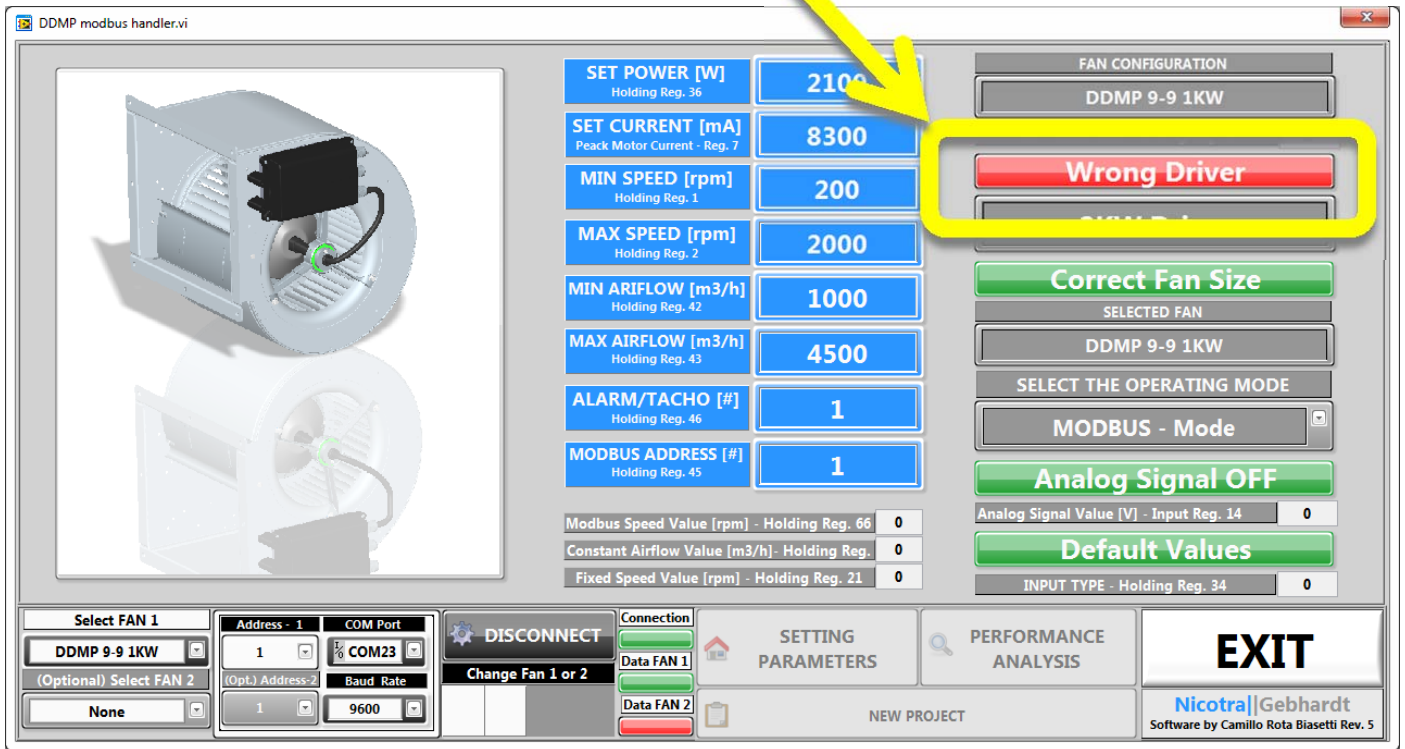 DDMP modbus handler.vi
SET POWER [W]
Holding Reg. 36
2100
SET CURRENT [mA]
Peack Motor Current - Reg. 7
8300
MIN SPEED [rpm]
Holding Reg. 1
200
MAX SPEED [rpm]
Holding Reg. 2
2000
MIN ARIFLOW [m3/h]
Holding Reg. 42
1000
MAX AIRFLOW [m3/h]
Holding Reg. 43
4500
ALARM/TACHO [#]
Holding Reg. 46
1
MODBUS ADDRESS [#]
Holding Reg. 45
1
Modbus Speed Value [rpm] - Holding Reg. 66 0
Constant Airflow Value [m3/h]- Holding Reg. 0
Fixed Speed Value [rpm] - Holding Reg. 21 0
FAN CONFIGURATION
DDMP 9-9 1KW
Wrong Driver
Correct Fan Size
SELECTED FAN
DDMP 9-9 1KW
SELECT THE OPERATING MODE
MODBUS - Mode
Analog Signal OFF
Analog Signal Value [V] - Input Reg. 14 0
Default Values
INPUT TYPE - Holding Reg. 34 0
Select FAN 1
DDMP 9-9 1KW
(Optional) Select FAN 2
None
Address - 1
1
(Opt.) Address-2
1
COM Port
COM23
Baud Rate
9600
DISCONNECT
Change Fan 1 or 2
Connection
Data FAN 1
Data FAN 2
SETTING
PARAMETERS
PERFORMANCE
ANALYSIS
NEW PROJECT
EXIT
Nicotra||Gebhardt
Software by Camillo Rota Biasetti Rev. 5